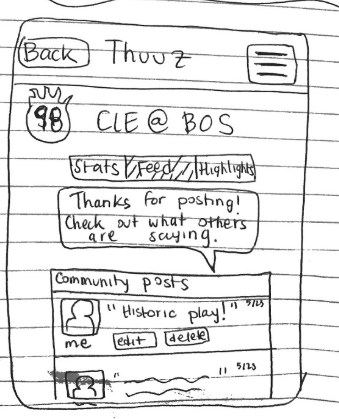 Back Thuuz
98 CLE @ BOS
Stats Feed Highlights
Thanks for posting!
Check out what others
are saying.
Community posts
"Historic play!" 5/23
me edit delete
" " 5/23